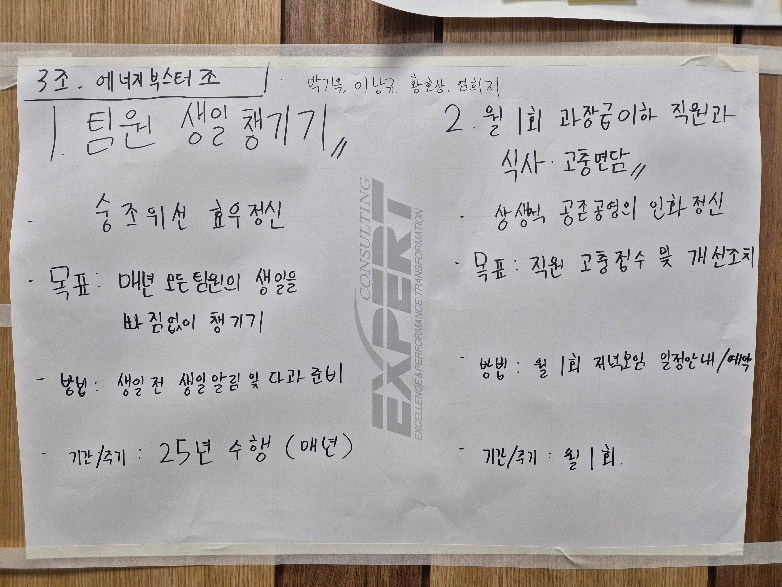 3조. 에너지부스터 조
박기욱, 이상규, 황호상, 엄희지
1. 팀원 생일 챙기기
- 숭조위선 효우정신
- 목표: 매년 모든팀원의 생일을
빠짐없이 챙기기
- 방법: 생일 전 생일알림 및 다과 준비
- 기간/주기: 25년 수행 (매년)
CONSULTING
EXPERT
EXCELLENCE & PERFORMANCE TRANSFORMATION
2. 월 1회 과장급이하 직원과
식사·고충면담
- 상생혁 공존공영의 인화정신
- 목표: 직원 고충접수 및 개선조치
- 방법: 월 1회 저녁모임 일정안내/예약
- 기간/주기: 월 1회.